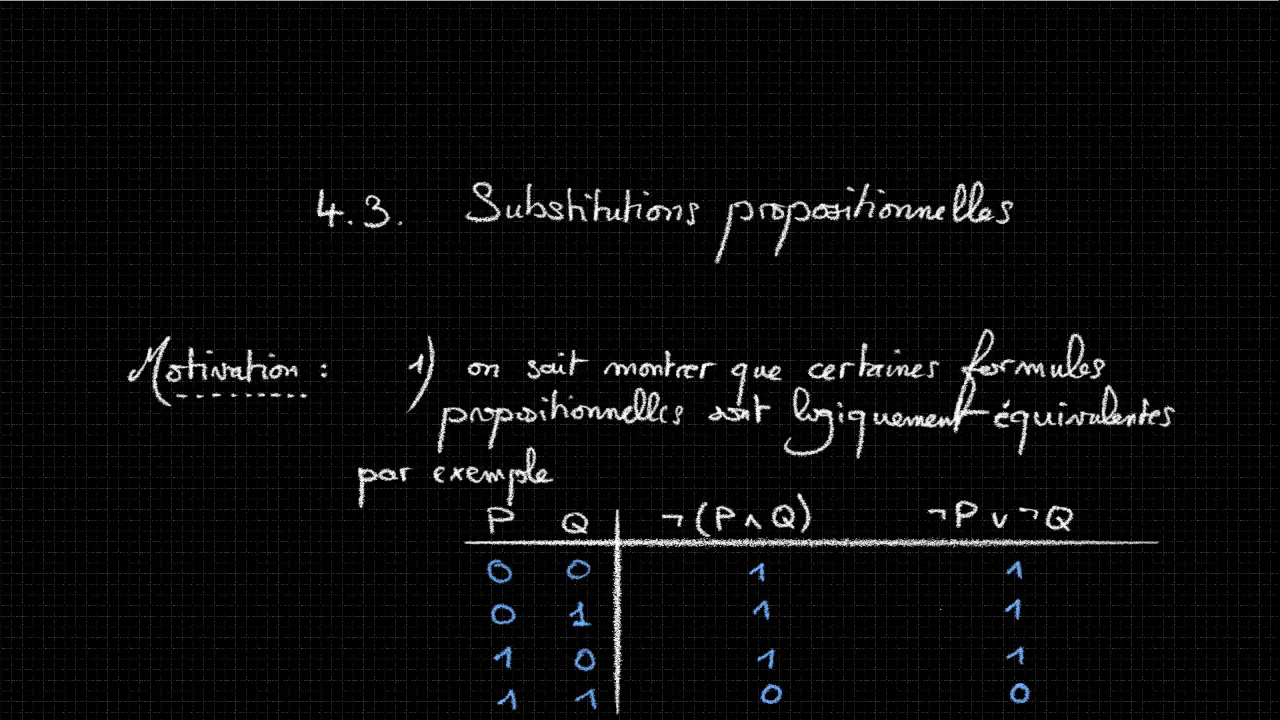 4.3. Substitutions propositionnelles
Motivation : 1) on sait montrer que certaines formules
propositionnelles sont logiquement équivalentes
par exemple
P Q ¬(P ∧ Q) ¬P ∨ ¬Q
0 0 1 1
0 1 1 1
1 0 1 1
1 1 0 0